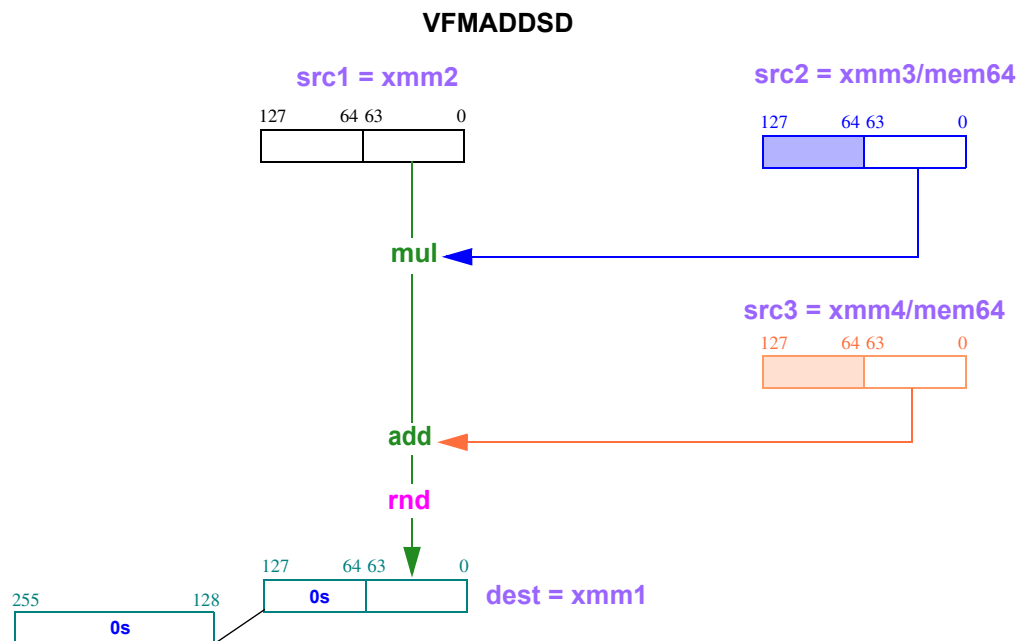 VFMADDSD
src1 = xmm2
src2 = xmm3/mem64
127 64 63 0
127 64 63 0
mul
src3 = xmm4/mem64
127 64 63 0
add
rnd
127 64 63 0
0s
dest = xmm1
255 128
0s